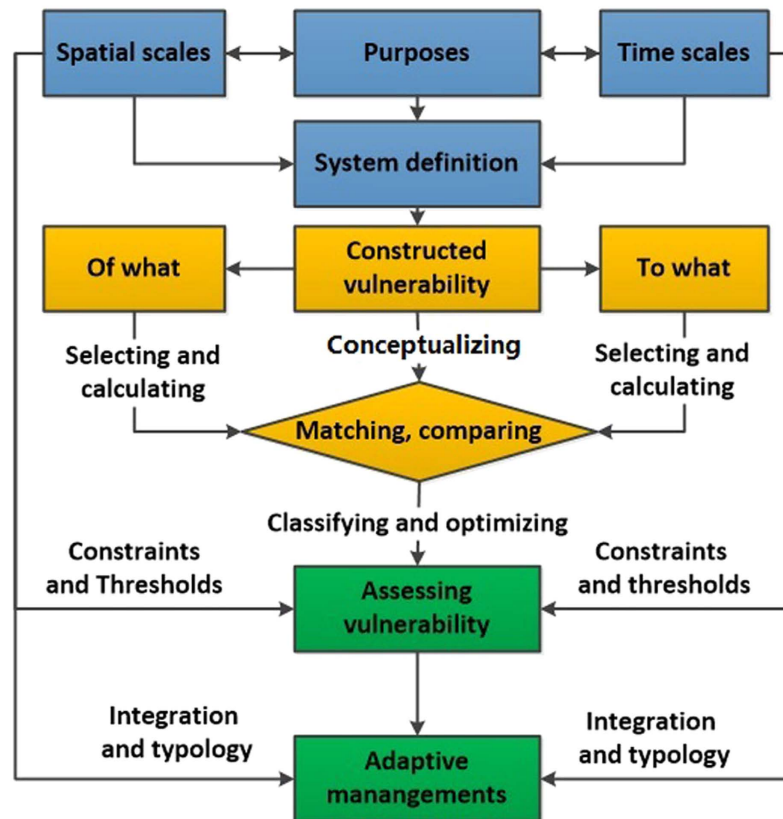 Spatial scales
Purposes
Time scales
System definition
Of what
Constructed
vulnerability
To what
Selecting and
calculating
Conceptualizing
Selecting and
calculating
Matching, comparing
Classifying and optimizing
Constraints
and Thresholds
Constraints
and thresholds
Assessing
vulnerability
Integration
and typology
Integration
and typology
Adaptive
manangements